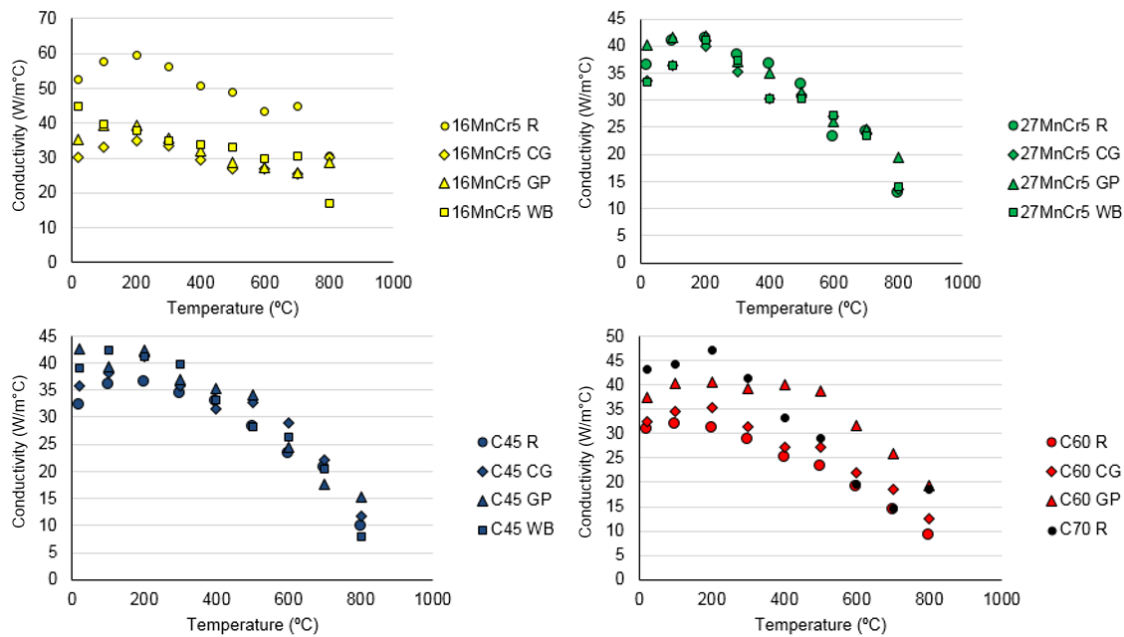 70
60
50
40
30
20
10
0
0 200 400 600 800 1000
Conductivity (W/m°C)
Temperature (ºC)
16MnCr5 R
16MnCr5 CG
16MnCr5 GP
16MnCr5 WB
45
40
35
30
25
20
15
10
5
0
0 200 400 600 800 1000
Conductivity (W/m°C)
Temperature (ºC)
27MnCr5 R
27MnCr5 CG
27MnCr5 GP
27MnCr5 WB
45
40
35
30
25
20
15
10
5
0
0 200 400 600 800 1000
Conductivity (W/m°C)
Temperature (ºC)
C45 R
C45 CG
C45 GP
C45 WB
50
45
40
35
30
25
20
15
10
5
0
0 200 400 600 800 1000
Conductivity (W/m°C)
Temperature (ºC)
C60 R
C60 CG
C60 GP
C70 R